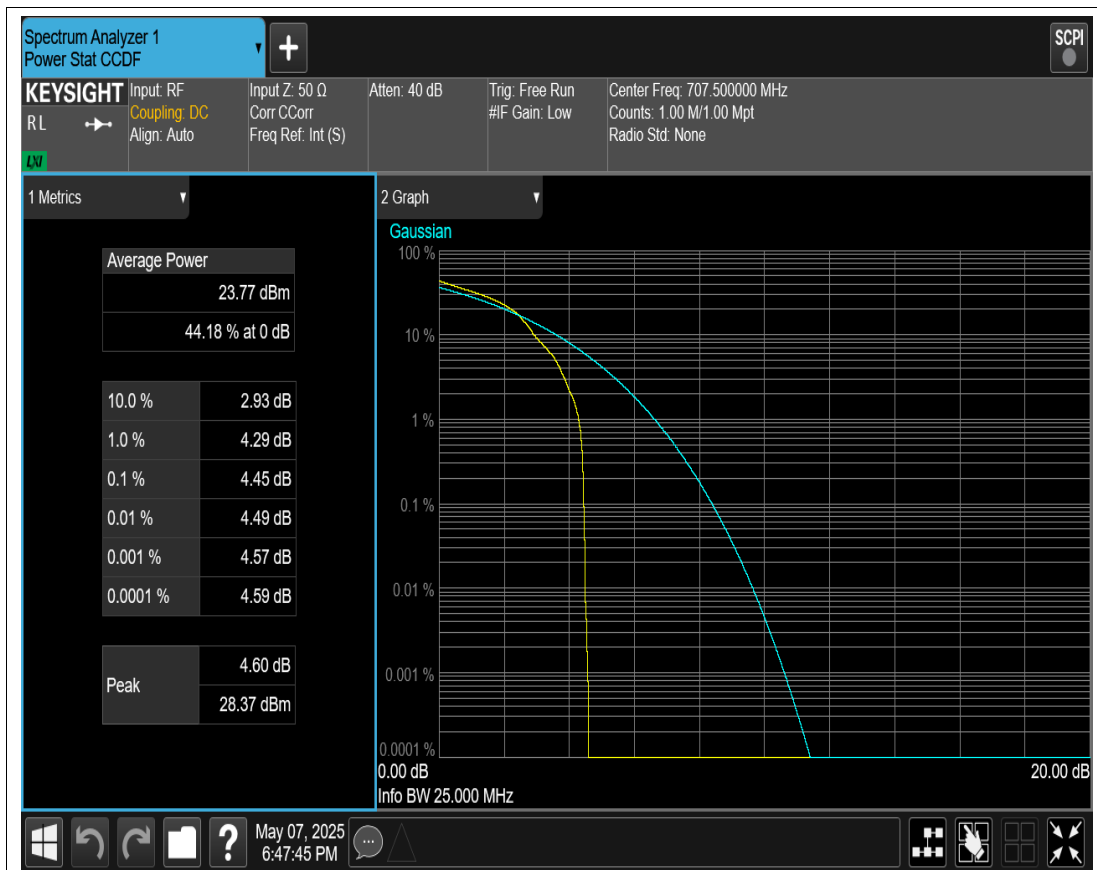 Spectrum Analyzer 1
Power Stat CCDF
+
SCPI
KEYSIGHT
R L
LXI
Input: RF
Coupling: DC
Align: Auto
Input Z: 50 Ω
Corr CCorr
Freq Ref: Int (S)
Atten: 40 dB
Trig: Free Run
#IF Gain: Low
Center Freq: 707.500000 MHz
Counts: 1.00 M/1.00 Mpt
Radio Std: None
1 Metrics
Average Power
23.77 dBm
44.18 % at 0 dB
10.0 % 2.93 dB
1.0 % 4.29 dB
0.1 % 4.45 dB
0.01 % 4.49 dB
0.001 % 4.57 dB
0.0001 % 4.59 dB
Peak
4.60 dB
28.37 dBm
2 Graph
Gaussian
100 %
10 %
1 %
0.1 %
0.01 %
0.001 %
0.0001 %
0.00 dB
20.00 dB
Info BW 25.000 MHz
?
May 07, 2025
6:47:45 PM